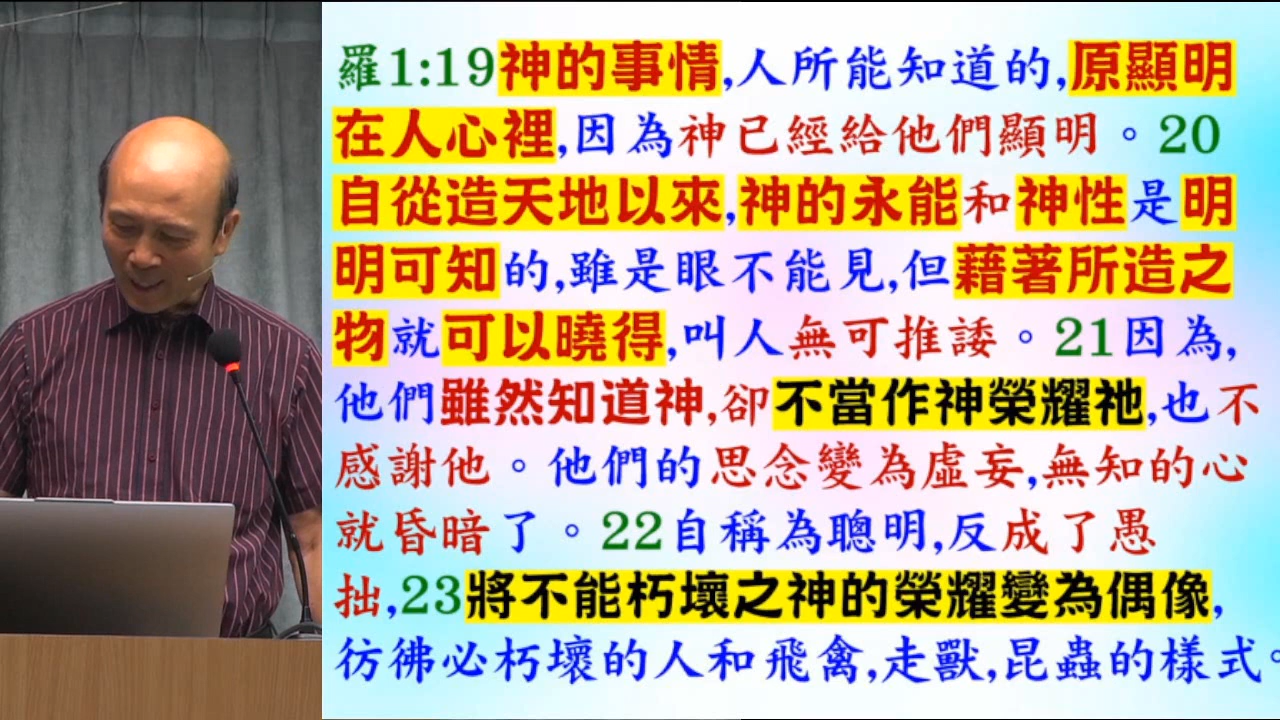 羅1:19神的事情,人所能知道的,原顯明
在人心裡,因為神已經給他們顯明。20
自從造天地以來,神的永能和神性是明
明可知的,雖是眼不能見,但藉著所造之
物就可以曉得,叫人無可推諉。21因為,
他們雖然知道神,卻不當作神榮耀祂,也不
感謝他。他們的思念變為虛妄,無知的心
就昏暗了。22自稱為聰明,反成了愚
拙,23將不能朽壞之神的榮耀變為偶像,
彷彿必朽壞的人和飛禽,走獸,昆蟲的樣式。